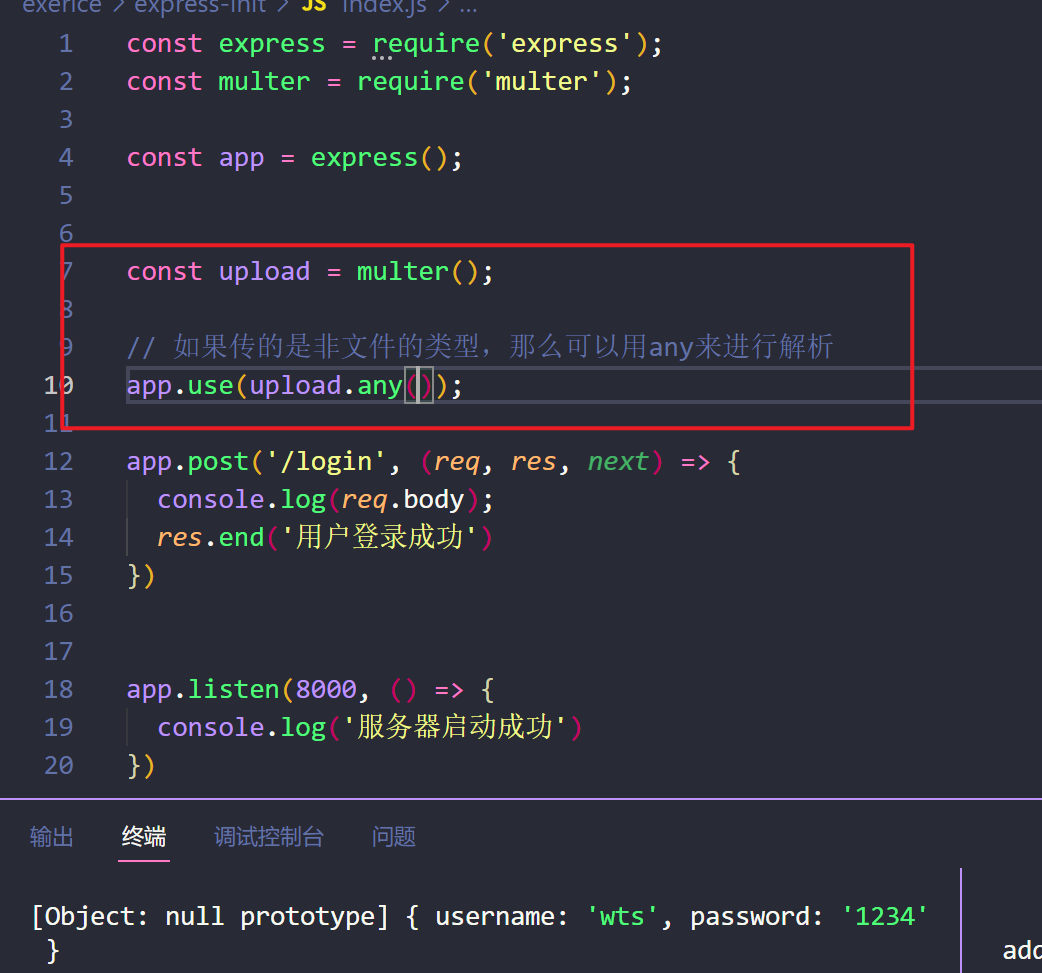 exerice > express-init > JS index.js > ...
1 const express = require('express');
2 const multer = require('multer');
3
4 const app = express();
5
6
7 const upload = multer();
8
9 // 如果传的是非文件的类型，那么可以用any来进行解析
10 app.use(upload.any());
11
12 app.post('/login', (req, res, next) => {
13 console.log(req.body);
14 res.end('用户登录成功')
15 })
16
17
18 app.listen(8000, () => {
19 console.log('服务器启动成功')
20 })
输出 终端 调试控制台 问题
[Object: null prototype] { username: 'wts', password: '1234'
}